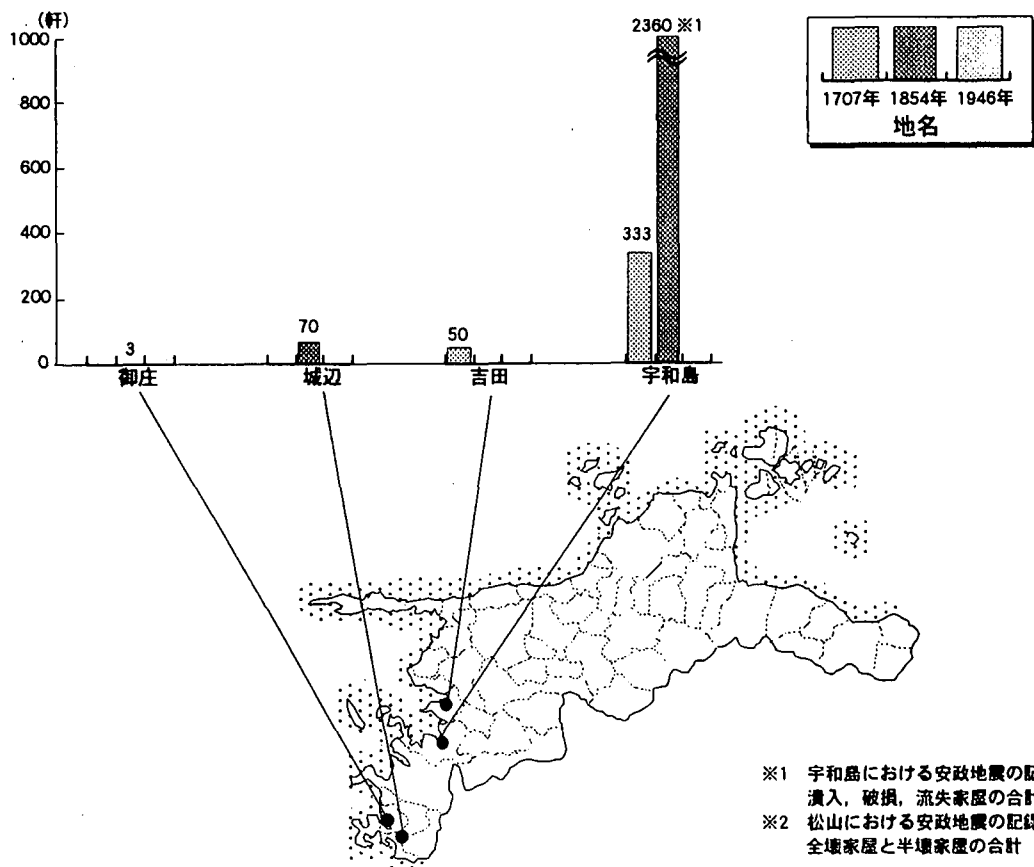 (軒)
1000
800
600
400
200
0
3
70
50
333
2360 ※1
御庄
城辺
吉田
宇和島
1707年 1854年 1946年
地名
※1 宇和島における安政地震の記
潰入，破損，流失家屋の合計
※2 松山における安政地震の記録
全壊家屋と半壊家屋の合計